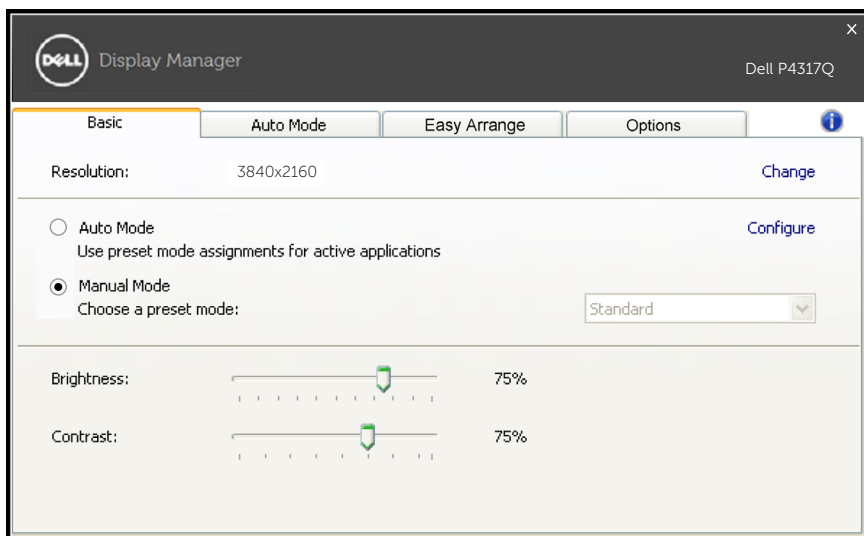 X
DELL Display Manager
Dell P4317Q
Basic Auto Mode Easy Arrange Options i
Resolution: 3840x2160 Change
Auto Mode Configure
Use preset mode assignments for active applications
Manual Mode
Choose a preset mode: Standard
Brightness: 75%
Contrast: 75%